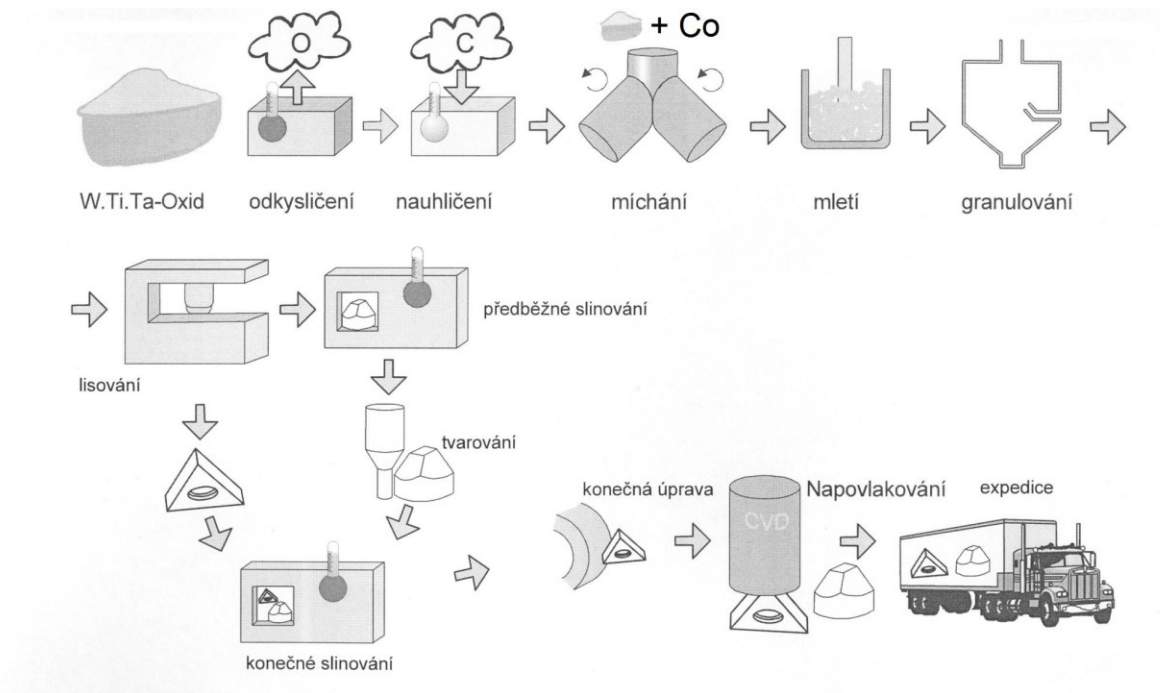 O
C
+ Co
W.Ti.Ta-Oxid
odkysličení
nauhličení
míchání
mletí
granulování
předběžné slinování
lisování
tvarování
konečná úprava
CVD
Napovlakování
expedice
konečné slinování